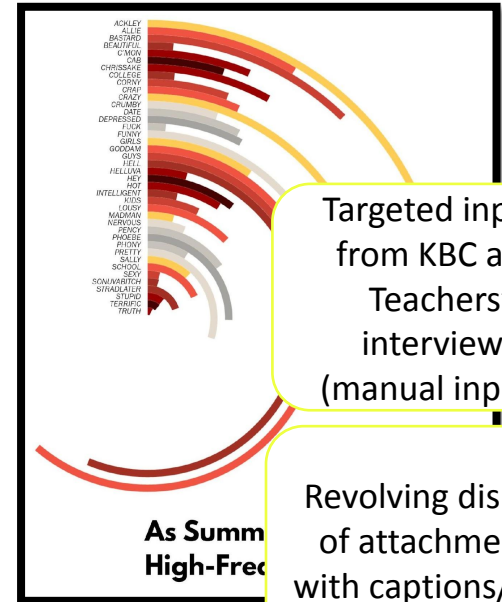 ACKLEY
ALLIE
BASTARD
BEAUTIFUL
C'MON
CAB
CHRISSAKE
COLLEGE
CORNY
CRAP
CRAZY
CRUMBY
DATE
DEPRESSED
FUCK
FUNNY
GIRLS
GODDAM
GUYS
HELL
HELLUVA
HEY
HOT
INTELLIGENT
KIDS
LOUSY
MADMAN
NERVOUS
PENCY
PHOEBE
PHONY
PRETTY
SALLY
SCHOOL
SEXY
SONUVABITCH
STRADLATER
STUPID
TERRIFIC
TRUTH
Targeted inp
from KBC a
Teachers
interview
(manual inp
Revolving dis
of attachme
with captions/
As Summ
High-Freq